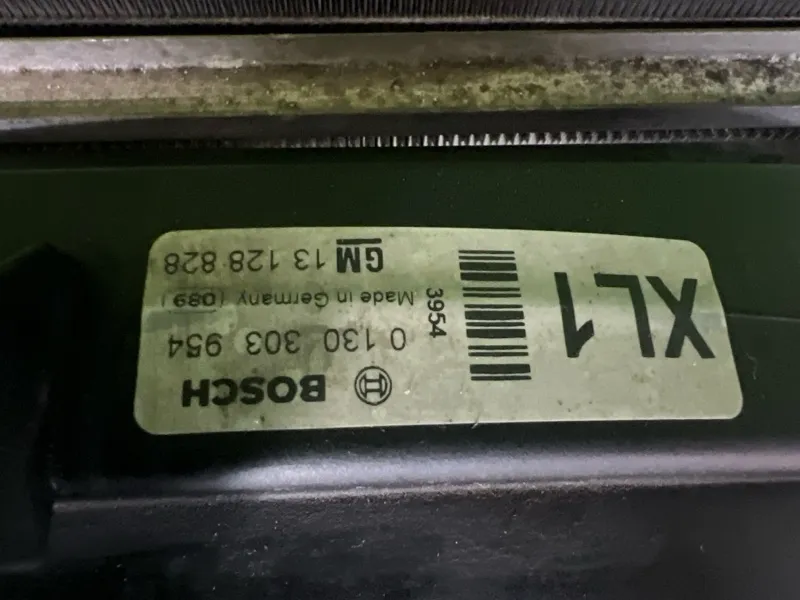 BOSCH
0 130 303 954
Made in Germany (089)
GM 13 128 828
3954
XL1